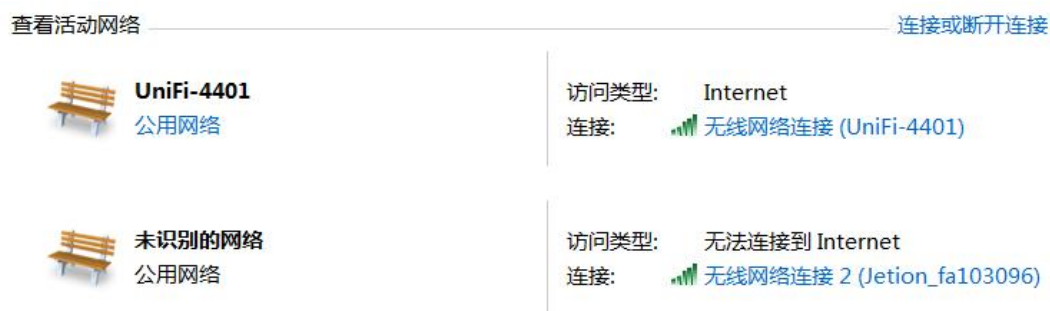 查看活动网络 连接或断开连接
UniFi-4401 访问类型: Internet
公用网络 连接: 无线网络连接 (UniFi-4401)
未识别的网络 访问类型: 无法连接到 Internet
公用网络 连接: 无线网络连接 2 (Jetion_fa103096)